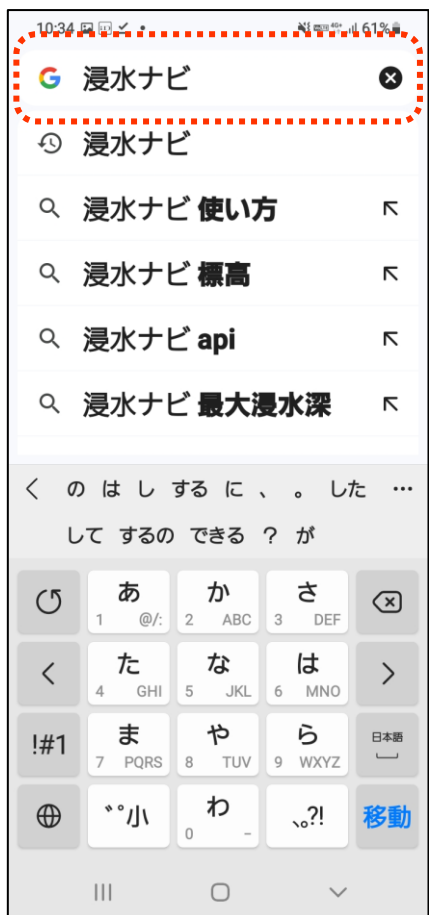 10:34 61%
浸水ナビ
浸水ナビ
浸水ナビ 使い方
浸水ナビ 標高
浸水ナビ api
浸水ナビ 最大浸水深
の は し する に 、 。 した …
して するの できる ? が
あ 1 @/: か 2 ABC さ 3 DEF
た 4 GHI な 5 JKL は 6 MNO
!#1 ま 7 PQRS や 8 TUV ら 9 WXYZ 日本語
゛゜小 わ 0 - 、。?! 移動